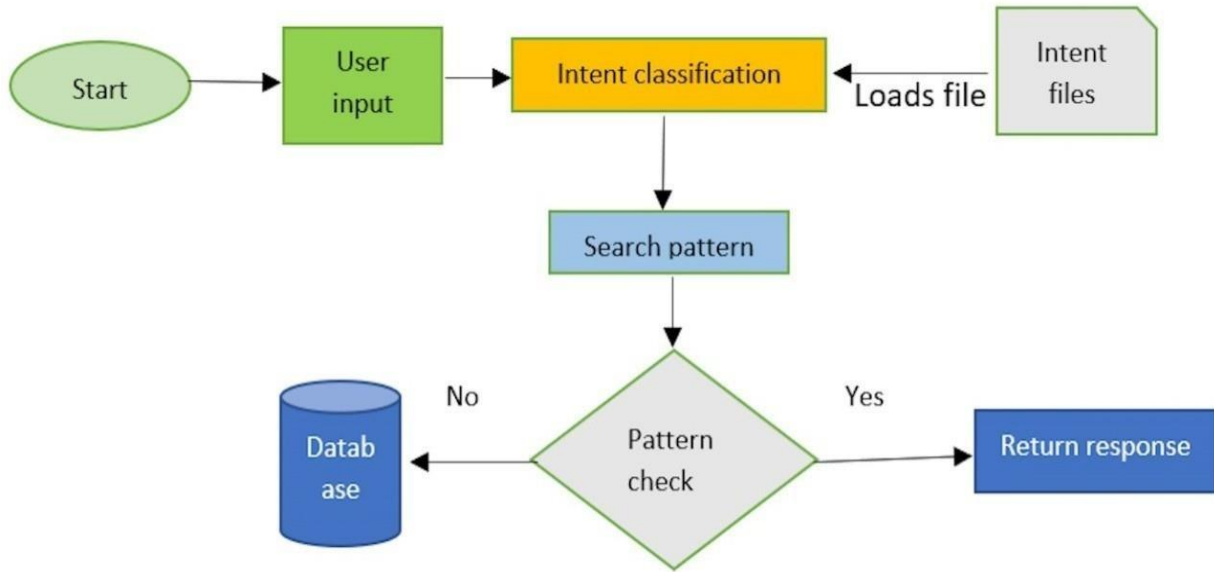 Start
User
input
Intent classification
Loads file
Intent
files
Search pattern
No
Yes
Datab
ase
Pattern
check
Return response